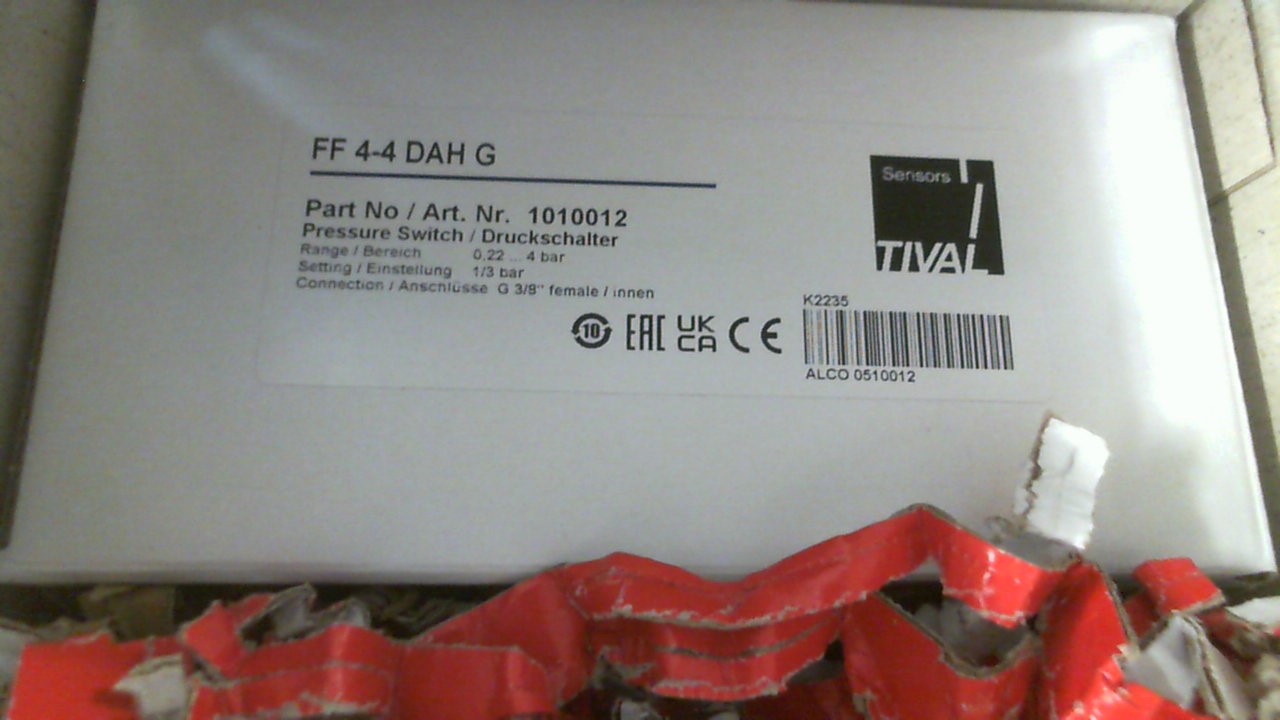 FF 4-4 DAH G
Sensors
TIVAL
Part No / Art. Nr. 1010012
Pressure Switch / Druckschalter
Range / Bereich 0,22 ... 4 bar
Setting / Einstellung 1/3 bar
Connection / Anschlüsse G 3/8" female / innen
K2235
10 EAC UK CA CE
ALCO 0510012